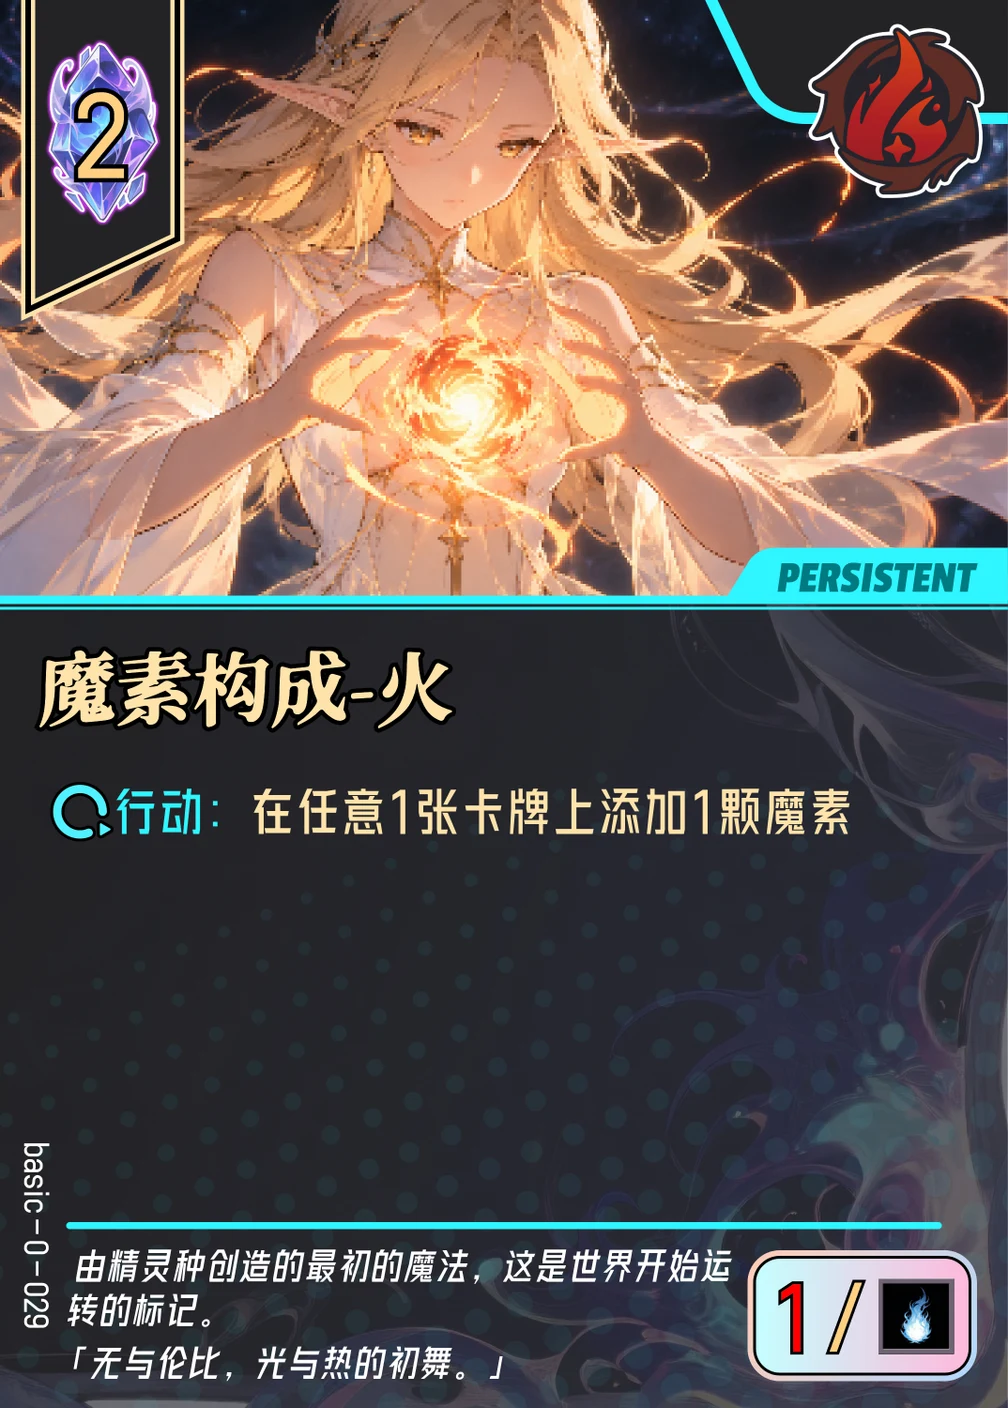 2
PERSISTENT
魔素构成-火
行动： 在任意1张卡牌上添加1颗魔素
basic-0-029
由精灵种创造的最初的魔法，这是世界开始运
转的标记。
「无与伦比，光与热的初舞。」
1 /